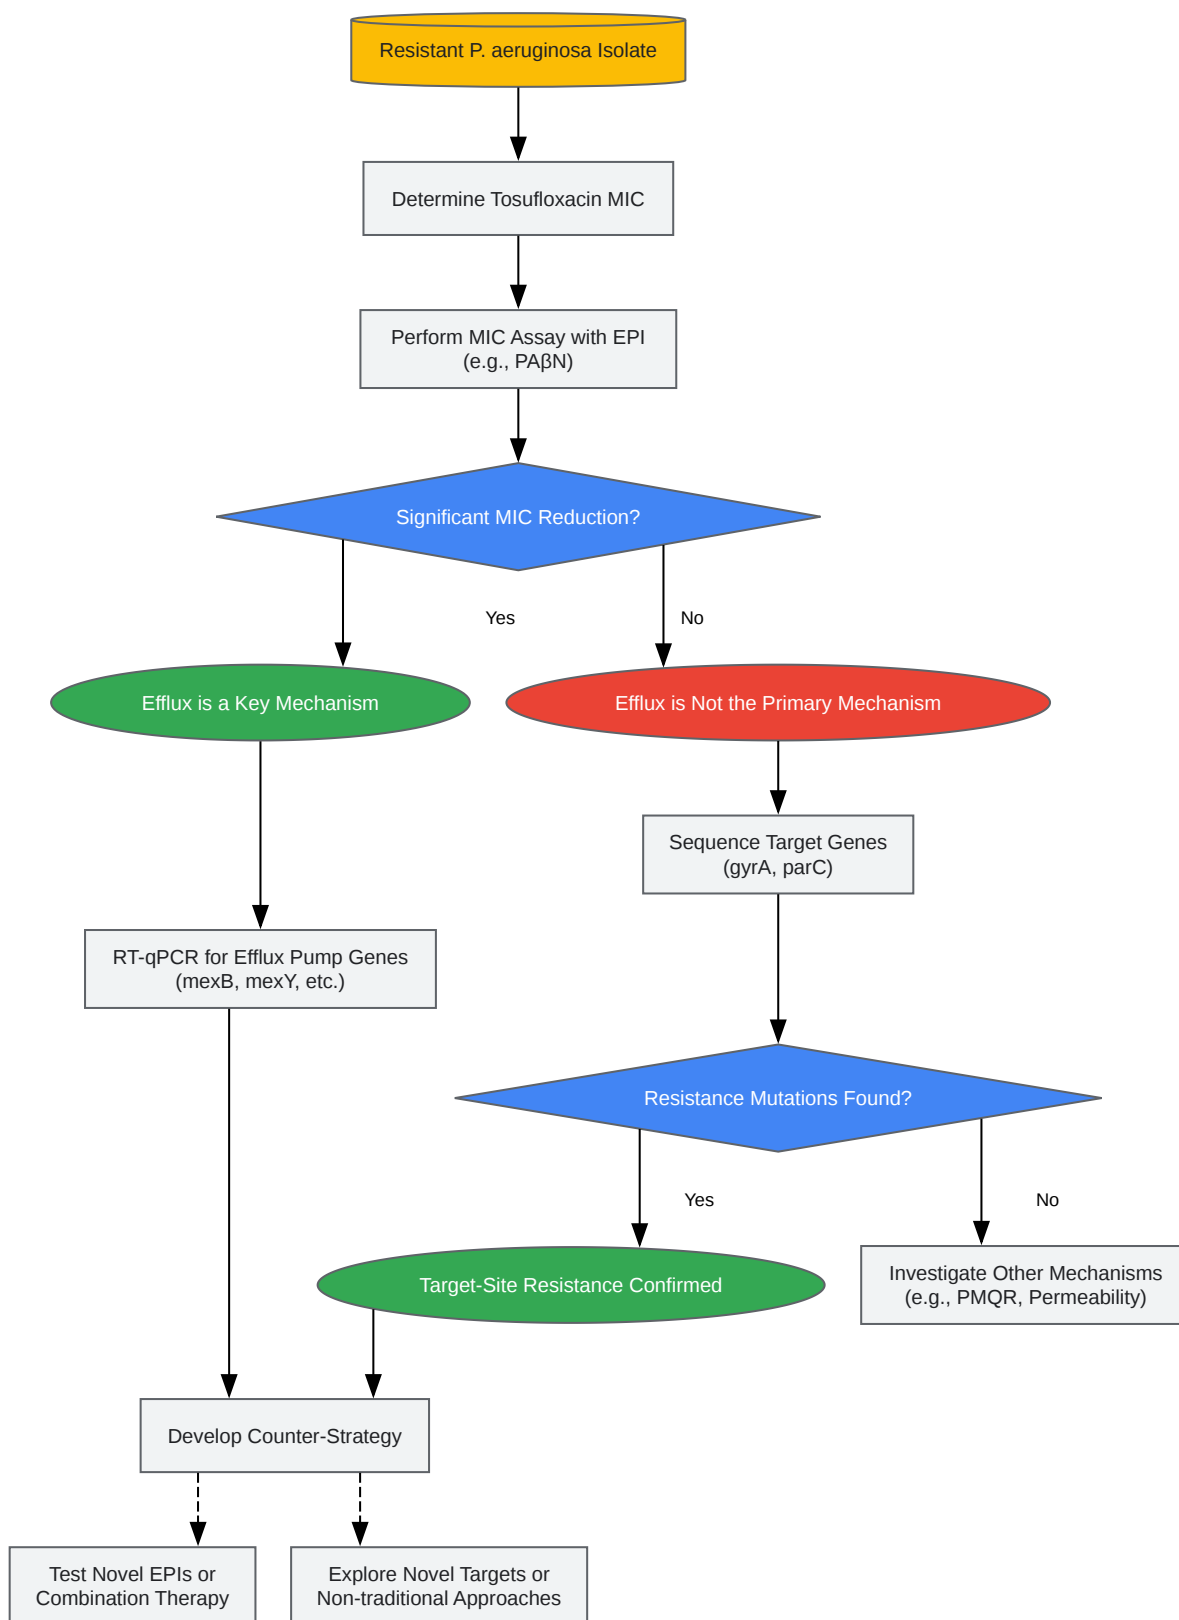 Resistant P. aeruginosa Isolate
Determine Tosufloxacin MIC
Perform MIC Assay with EPI
(e.g., PAβN)
Significant MIC Reduction?
Yes
No
Efflux is a Key Mechanism
Efflux is Not the Primary Mechanism
Sequence Target Genes
(gyrA, parC)
RT-qPCR for Efflux Pump Genes
(mexB, mexY, etc.)
Resistance Mutations Found?
Yes
No
Target-Site Resistance Confirmed
Investigate Other Mechanisms
(e.g., PMQR, Permeability)
Develop Counter-Strategy
Test Novel EPIs or
Combination Therapy
Explore Novel Targets or
Non-traditional Approaches